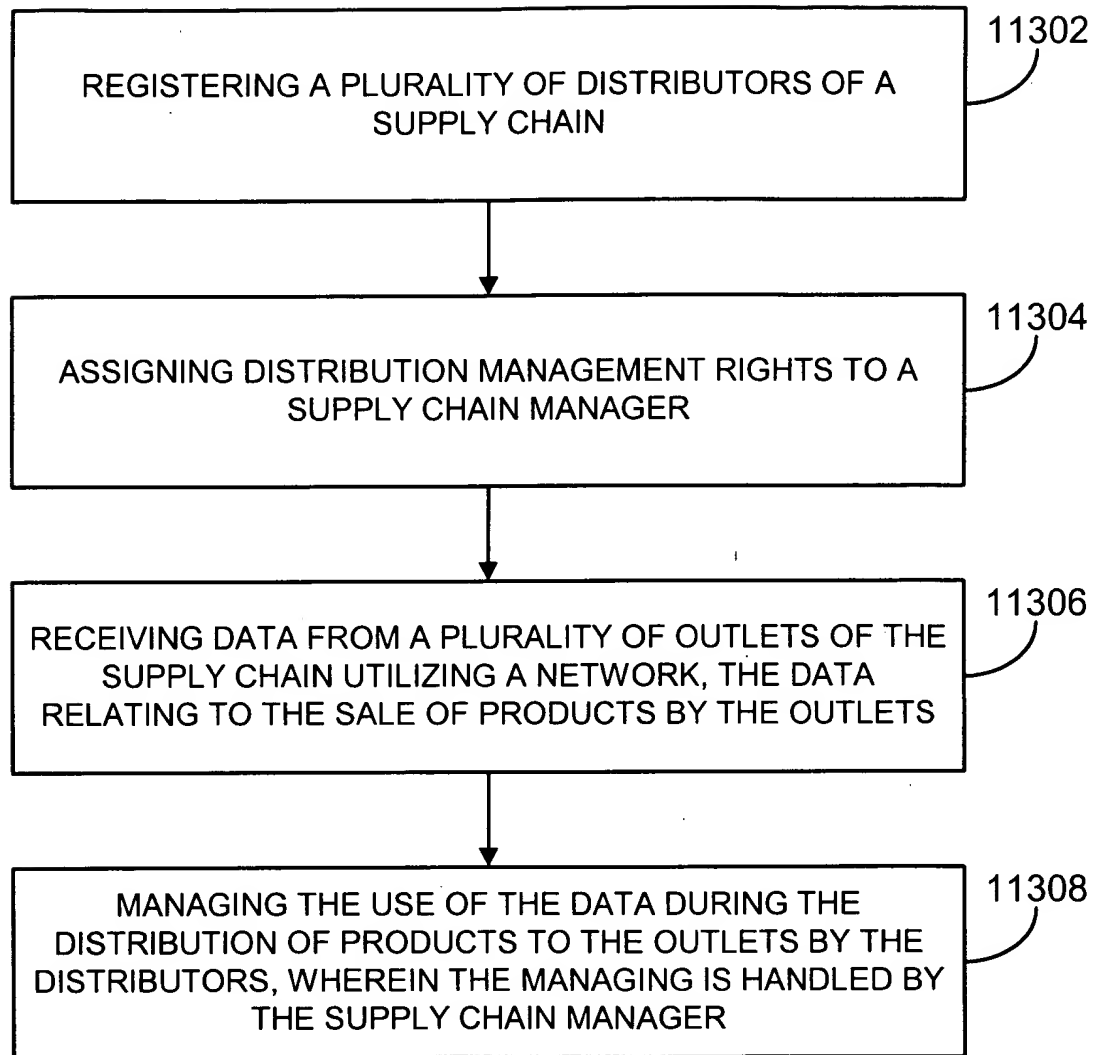 11302
REGISTERING A PLURALITY OF DISTRIBUTORS OF A
SUPPLY CHAIN
11304
ASSIGNING DISTRIBUTION MANAGEMENT RIGHTS TO A
SUPPLY CHAIN MANAGER
11306
RECEIVING DATA FROM A PLURALITY OF OUTLETS OF THE
SUPPLY CHAIN UTILIZING A NETWORK, THE DATA
RELATING TO THE SALE OF PRODUCTS BY THE OUTLETS
11308
MANAGING THE USE OF THE DATA DURING THE
DISTRIBUTION OF PRODUCTS TO THE OUTLETS BY THE
DISTRIBUTORS, WHEREIN THE MANAGING IS HANDLED BY
THE SUPPLY CHAIN MANAGER